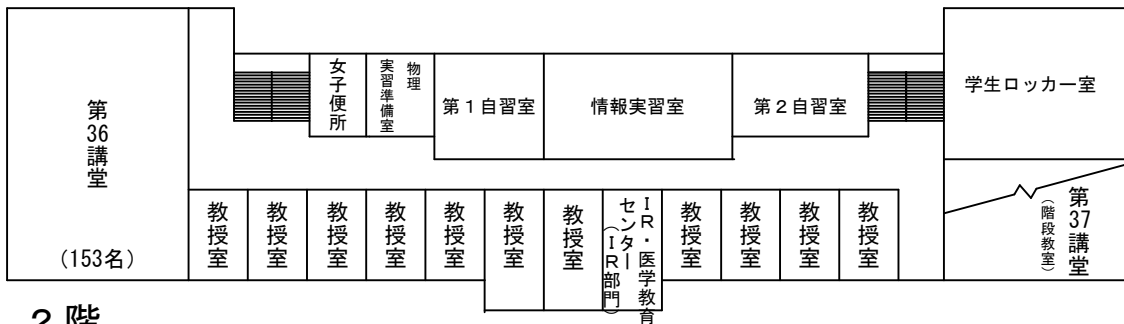 第36講堂
(153名)
女子便所
物理
実習準備室
第１自習室
情報実習室
第２自習室
学生ロッカー室
教授室
教授室
教授室
教授室
教授室
教授室
教授室
IR・医学教育
センター
（IR部門）
教授室
教授室
教授室
教授室
第37講堂
（階段教室）
２階